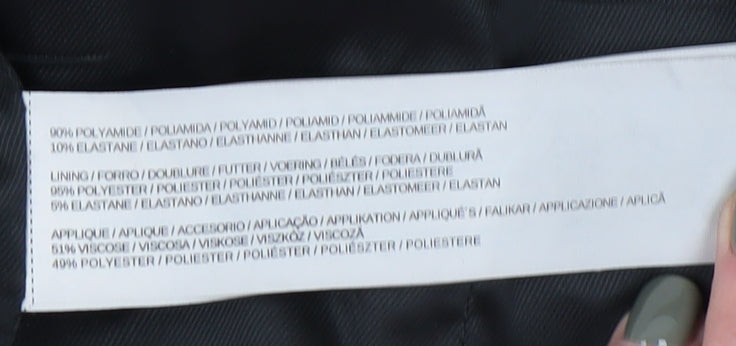 90% POLYAMIDE / POLIAMIDA / POLYAMID / POLIAMID / POLIAMMIDE / POLIAMIDĂ
10% ELASTANE / ELASTANO / ELASTHANNE / ELASTHAN / ELASTOMEER / ELASTAN
LINING / FORRO / DOUBLURE / FUTTER / VOERING / BÉLÉS / FODERA / DUBLURĂ
95% POLYESTER / POLIESTER / POLIÉSTER / POLIÉSZTER / POLIESTERE
5% ELASTANE / ELASTANO / ELASTHANNE / ELASTHAN / ELASTOMEER / ELASTAN
APPLIQUE / APLIQUE / ACCESORIO / APLICAÇÃO / APPLIKATION / APPLIQUÉ'S / FALIKAR / APPLICAZIONE / APLICĂ
51% VISCOSE / VISCOSA / VISKOSE / VISZKÓZ / VISCOZĂ
49% POLYESTER / POLIESTER / POLIÉSTER / POLIÉSZTER / POLIESTERE